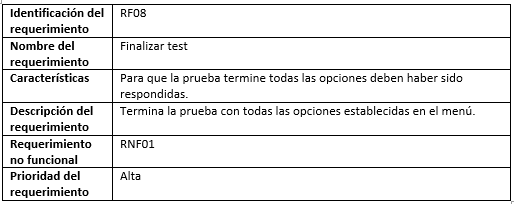 Identificación del requerimiento RF08
Nombre del requerimiento Finalizar test
Características Para que la prueba termine todas las opciones deben haber sido respondidas.
Descripción del requerimiento Termina la prueba con todas las opciones establecidas en el menú.
Requerimiento no funcional RNF01
Prioridad del requerimiento Alta